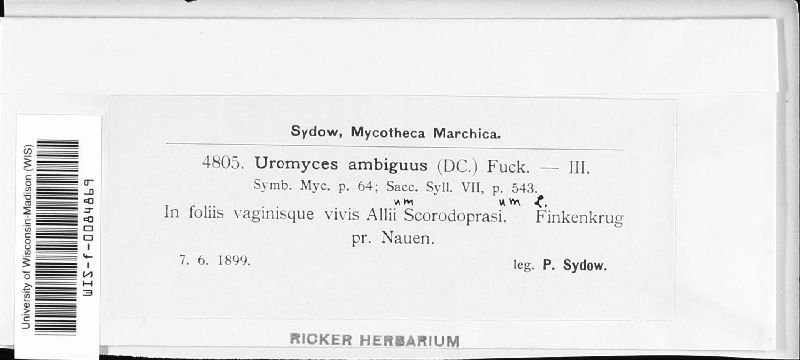 Sydow, Mycotheca Marchica.
4805. Uromyces ambiguus (DC.) Fuck. — III.
Symb. Myc. p. 64; Sacc. Syll. VII, p. 543.
um um L.
In foliis vaginisque vivis Allii Scorodoprasi. Finkenkrug
pr. Nauen.
7. 6. 1899. leg. P. Sydow.
RICKER HERBARIUM
University of Wisconsin-Madison (WIS)
WIS-f-0084869